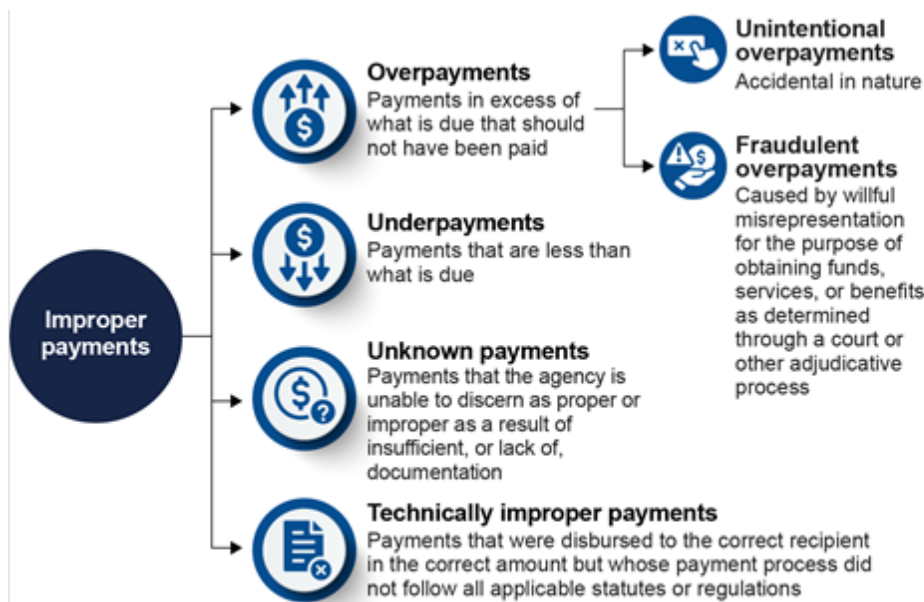 Improper
payments
Overpayments
Payments in excess of
what is due that should
not have been paid
Unintentional
overpayments
Accidental in nature
Fraudulent
overpayments
Caused by willful
misrepresentation
for the purpose of
obtaining funds,
services, or benefits
as determined
through a court or
other adjudicative
process
Underpayments
Payments that are less than
what is due
Unknown payments
Payments that the agency is
unable to discern as proper or
improper as a result of
insufficient, or lack of,
documentation
Technically improper payments
Payments that were disbursed to the correct recipient
in the correct amount but whose payment process did
not follow all applicable statutes or regulations